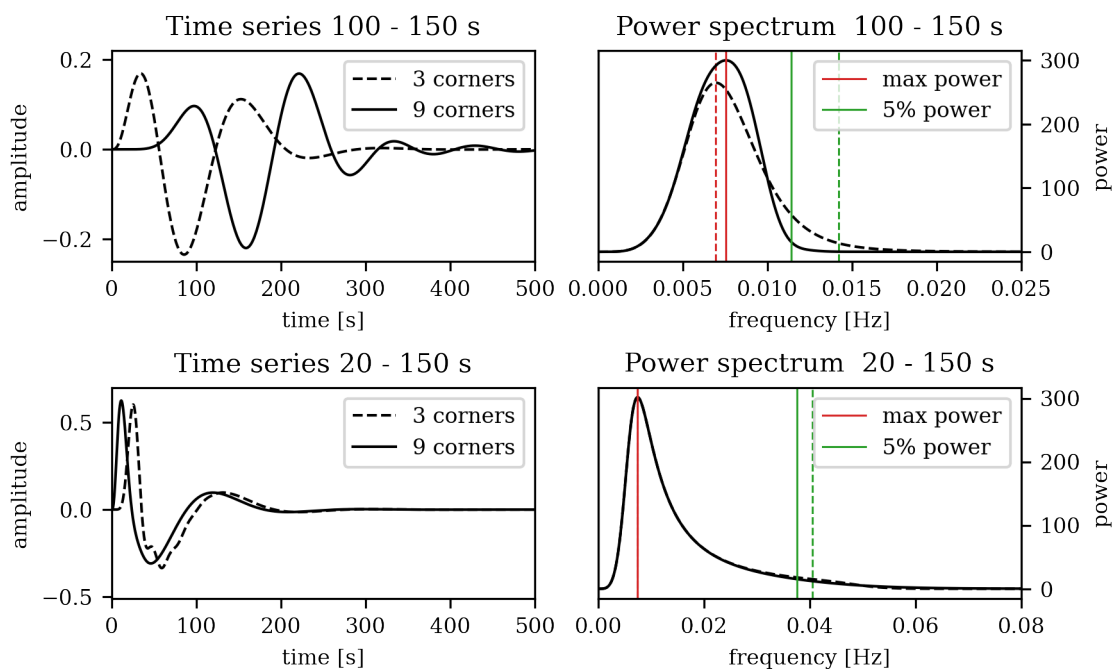 Time series 100 - 150 s
0.2
0.0
−0.2
amplitude
3 corners
9 corners
0 100 200 300 400 500
time [s]
Power spectrum  100 - 150 s
max power
5% power
300
200
100
0
power
0.000 0.005 0.010 0.015 0.020 0.025
frequency [Hz]
Time series 20 - 150 s
0.5
0.0
−0.5
amplitude
3 corners
9 corners
0 100 200 300 400 500
time [s]
Power spectrum  20 - 150 s
max power
5% power
300
200
100
0
power
0.00 0.02 0.04 0.06 0.08
frequency [Hz]